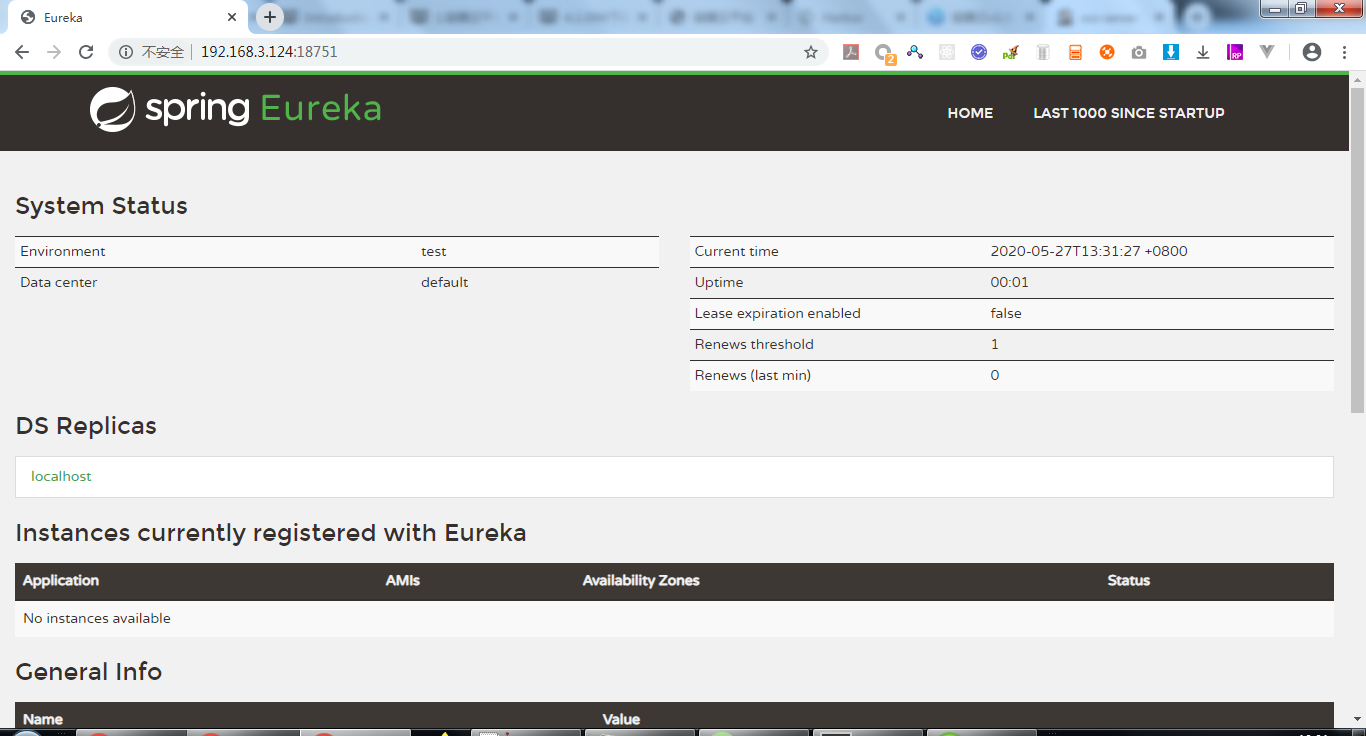 Eureka
不安全 192.168.3.124:18751
2
RP
spring Eureka
HOME LAST 1000 SINCE STARTUP
System Status
Environment test
Data center default
Current time 2020-05-27T13:31:27 +0800
Uptime 00:01
Lease expiration enabled false
Renews threshold 1
Renews (last min) 0
DS Replicas
localhost
Instances currently registered with Eureka
Application AMIs Availability Zones Status
No instances available
General Info
Name Value